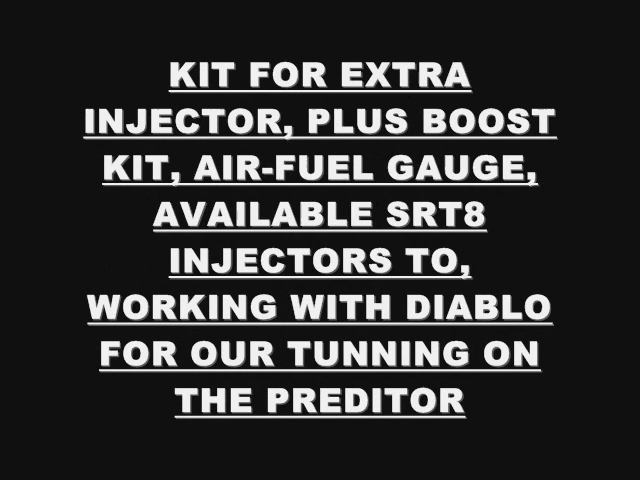 KIT FOR EXTRA
INJECTOR, PLUS BOOST
KIT, AIR-FUEL GAUGE,
AVAILABLE SRT8
INJECTORS TO,
WORKING WITH DIABLO
FOR OUR TUNNING ON
THE PREDITOR